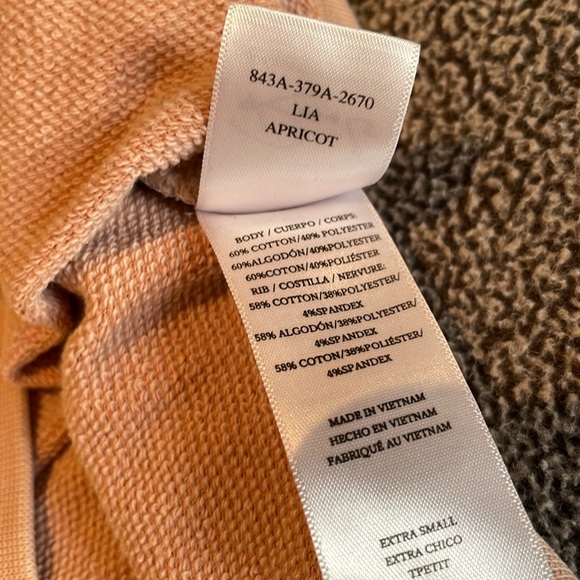 843A-379A-2670
LIA
APRICOT
BODY / CUERPO / CORPS:
60% COTTON/40% POLYESTER
60%ALGODÓN/40%POLYESTER
60%COTON/40%POLIÉSTER
RIB / COSTILLA / NERVURE:
58% COTTON/38%POLYESTER/
4%SPANDEX
58% ALGODÓN/38%POLYESTER/
4%SPANDEX
58% COTON/38%POLIÉSTER/
4%SPANDEX
MADE IN VIETNAM
HECHO EN VIETNAM
FABRIQUÉ AU VIETNAM
EXTRA SMALL
EXTRA CHICO
TPETIT